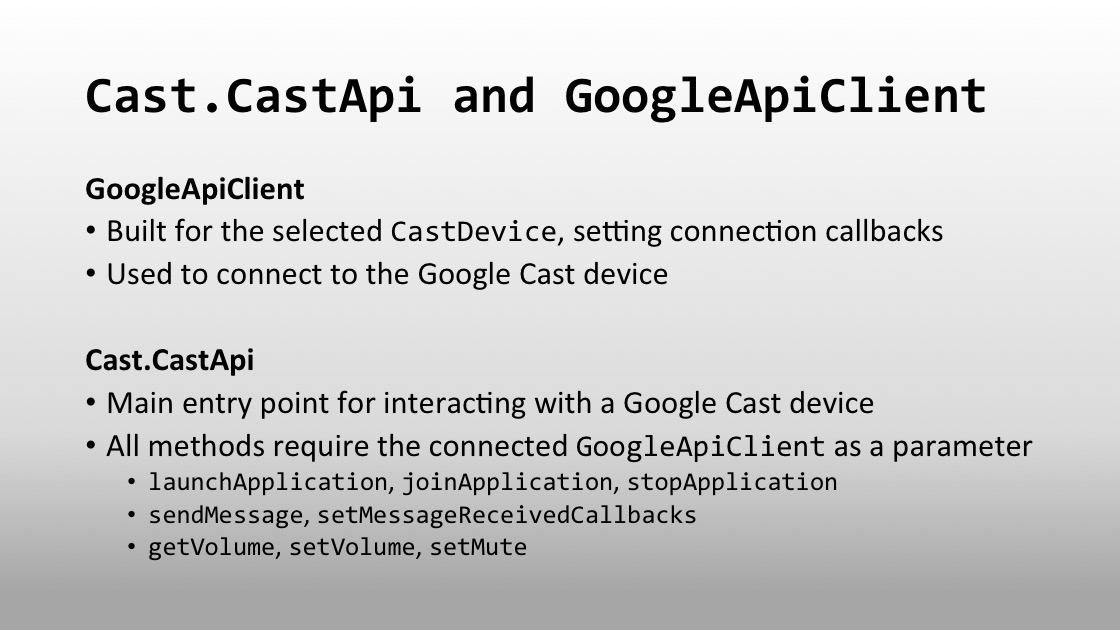 Cast.CastApi and GoogleApiClient
GoogleApiClient
• Built for the selected CastDevice, setting connection callbacks
• Used to connect to the Google Cast device
Cast.CastApi
• Main entry point for interacting with a Google Cast device
• All methods require the connected GoogleApiClient as a parameter
• launchApplication, joinApplication, stopApplication
• sendMessage, setMessageReceivedCallbacks
• getVolume, setVolume, setMute